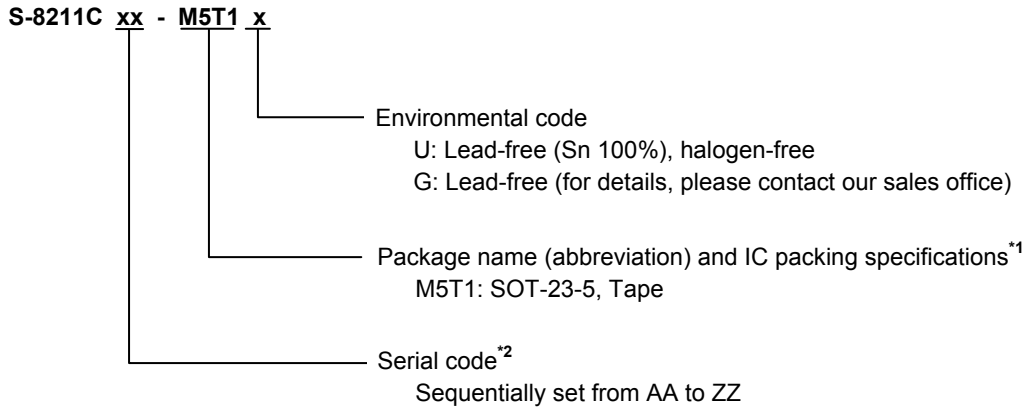 S-8211C xx - M5T1 x
Environmental code
U: Lead-free (Sn 100%), halogen-free
G: Lead-free (for details, please contact our sales office)
Package name (abbreviation) and IC packing specifications*1
M5T1: SOT-23-5, Tape
Serial code*2
Sequentially set from AA to ZZ